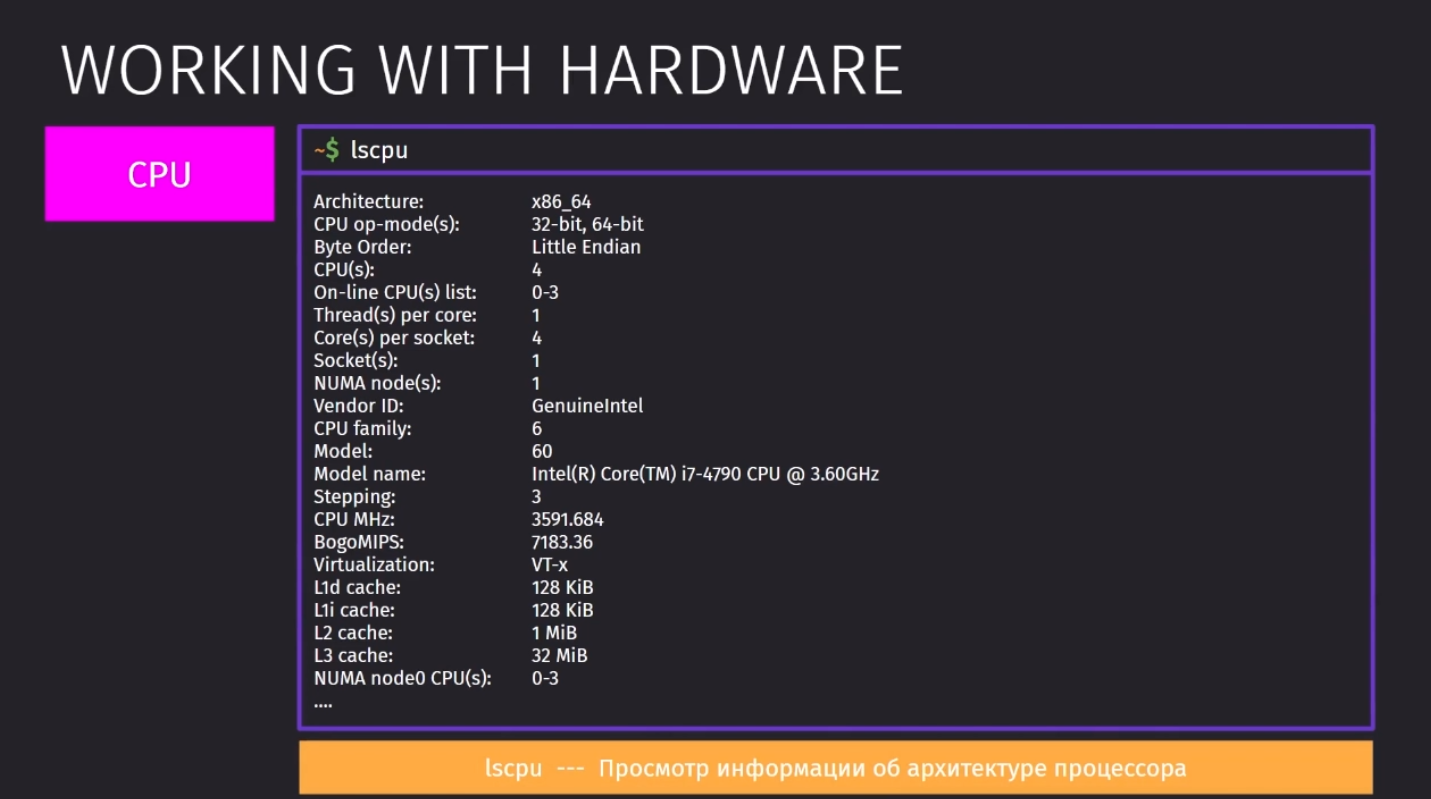 WORKING WITH HARDWARE
CPU
~$ lscpu
Architecture: x86_64
CPU op-mode(s): 32-bit, 64-bit
Byte Order: Little Endian
CPU(s): 4
On-line CPU(s) list: 0-3
Thread(s) per core: 1
Core(s) per socket: 4
Socket(s): 1
NUMA node(s): 1
Vendor ID: GenuineIntel
CPU family: 6
Model: 60
Model name: Intel(R) Core(TM) i7-4790 CPU @ 3.60GHz
Stepping: 3
CPU MHz: 3591.684
BogoMIPS: 7183.36
Virtualization: VT-x
L1d cache: 128 KiB
L1i cache: 128 KiB
L2 cache: 1 MiB
L3 cache: 32 MiB
NUMA node0 CPU(s): 0-3
....
lscpu --- Просмотр информации об архитектуре процессора